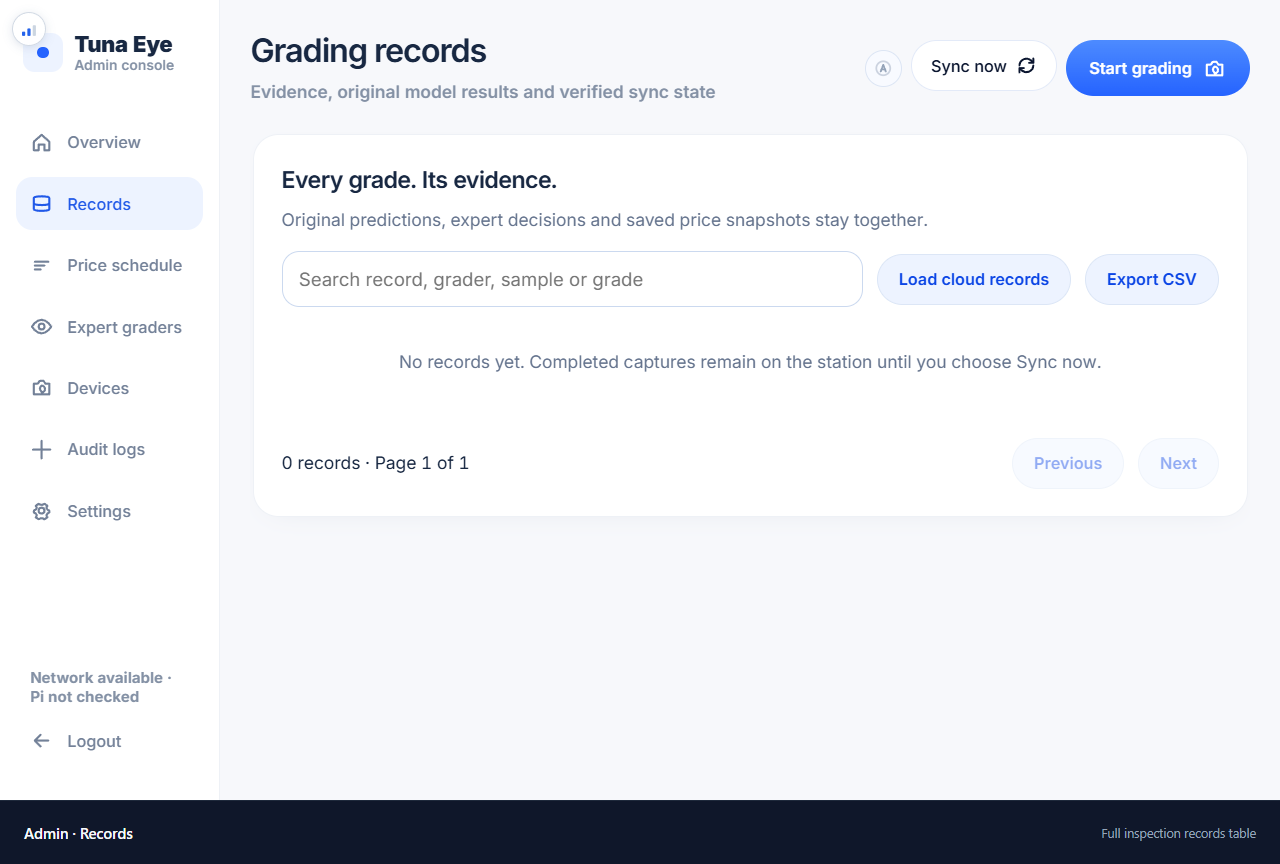 Tuna Eye
Admin console
Overview
Records
Price schedule
Expert graders
Devices
Audit logs
Settings
Network available ·
Pi not checked
Logout
Grading records
Evidence, original model results and verified sync state
A
Sync now
Start grading
Every grade. Its evidence.
Original predictions, expert decisions and saved price snapshots stay together.
Search record, grader, sample or grade
Load cloud records
Export CSV
No records yet. Completed captures remain on the station until you choose Sync now.
0 records · Page 1 of 1
Previous
Next
Admin · Records
Full inspection records table